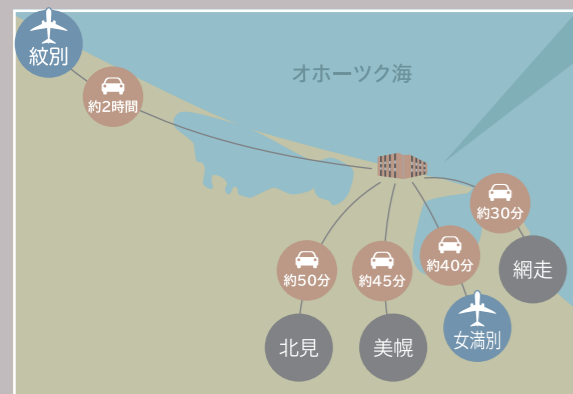 紋別
約2時間
オホーツク海
約30分
網走
約40分
女満別
約45分
美幌
約50分
北見